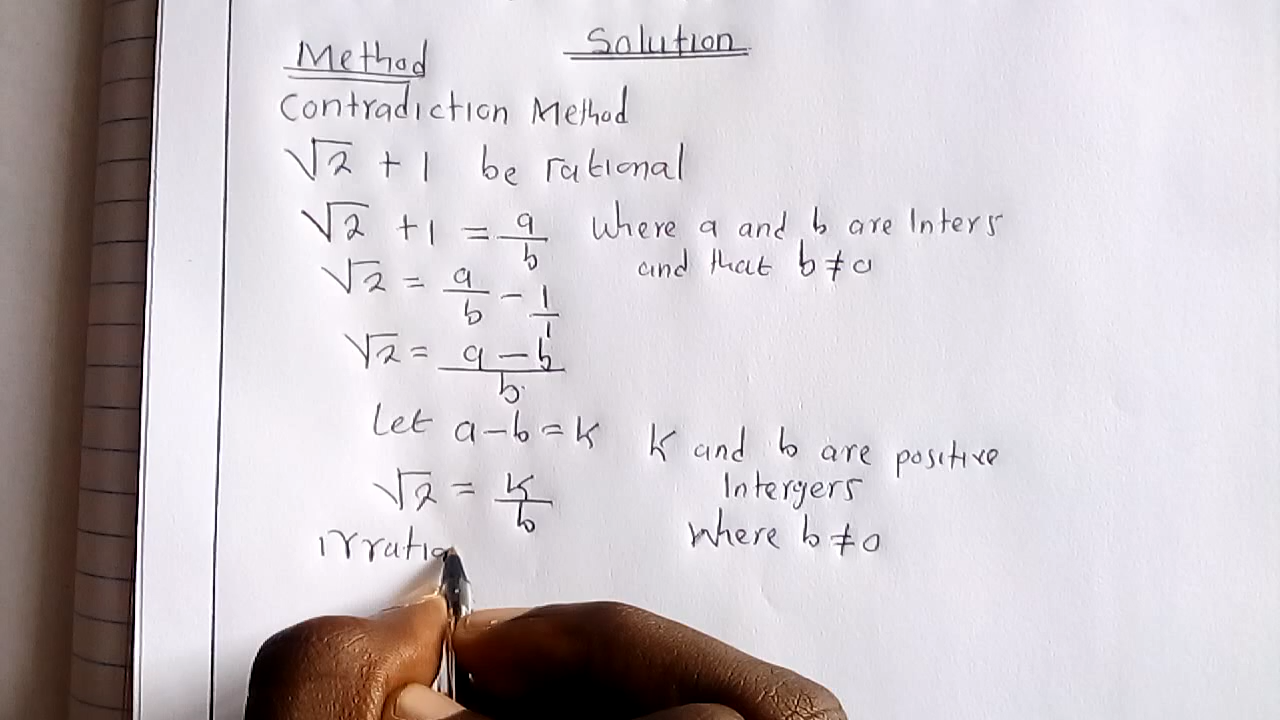 Solution
Method
Contradiction Method
√2 + 1 be rational
√2 + 1 = a/b where a and b are Inters
and that b ≠ 0
√2 = a/b - 1/1
√2 = a - b / b
Let a - b = K K and b are positive
√2 = K/b Intergers
where b ≠ 0
irratio